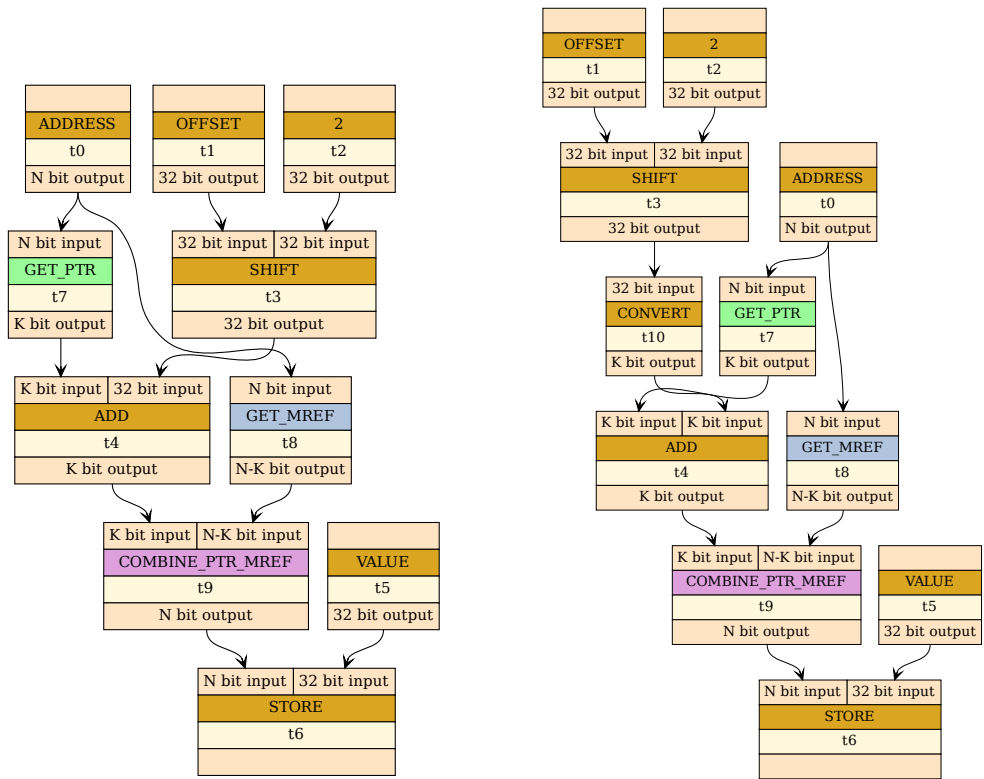 ADDRESS
t0
N bit output
OFFSET
t1
32 bit output
2
t2
32 bit output
N bit input
GET_PTR
t7
K bit output
32 bit input 32 bit input
SHIFT
t3
32 bit output
K bit input 32 bit input
ADD
t4
K bit output
N bit input
GET_MREF
t8
N-K bit output
K bit input N-K bit input
COMBINE_PTR_MREF
t9
N bit output
VALUE
t5
32 bit output
N bit input 32 bit input
STORE
t6
OFFSET
t1
32 bit output
2
t2
32 bit output
32 bit input 32 bit input
SHIFT
t3
32 bit output
ADDRESS
t0
N bit output
32 bit input
CONVERT
t10
K bit output
N bit input
GET_PTR
t7
K bit output
K bit input K bit input
ADD
t4
K bit output
N bit input
GET_MREF
t8
N-K bit output
K bit input N-K bit input
COMBINE_PTR_MREF
t9
N bit output
VALUE
t5
32 bit output
N bit input 32 bit input
STORE
t6